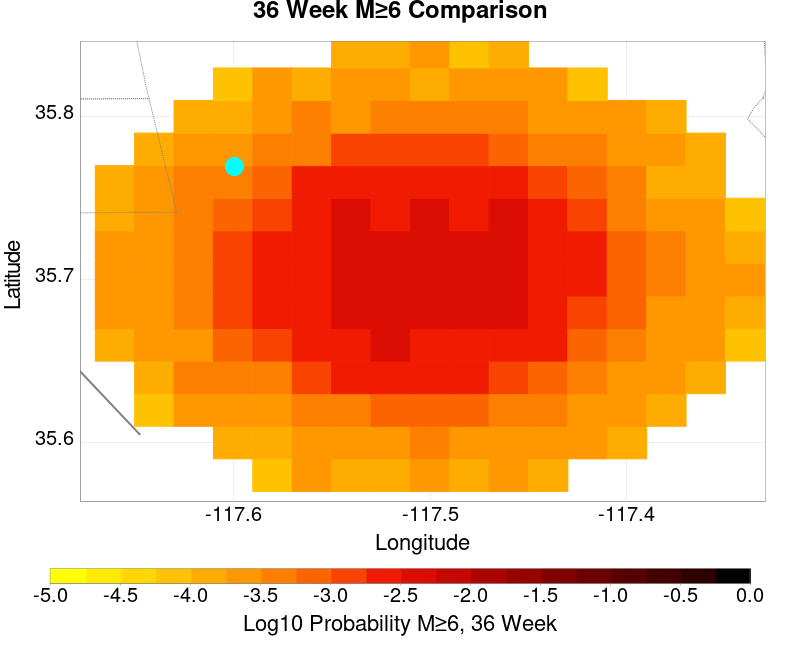 36 Week M≥6 Comparison
35.8
35.7
35.6
Latitude
-117.6 -117.5 -117.4
Longitude
-5.0 -4.5 -4.0 -3.5 -3.0 -2.5 -2.0 -1.5 -1.0 -0.5 0.0
Log10 Probability M≥6, 36 Week